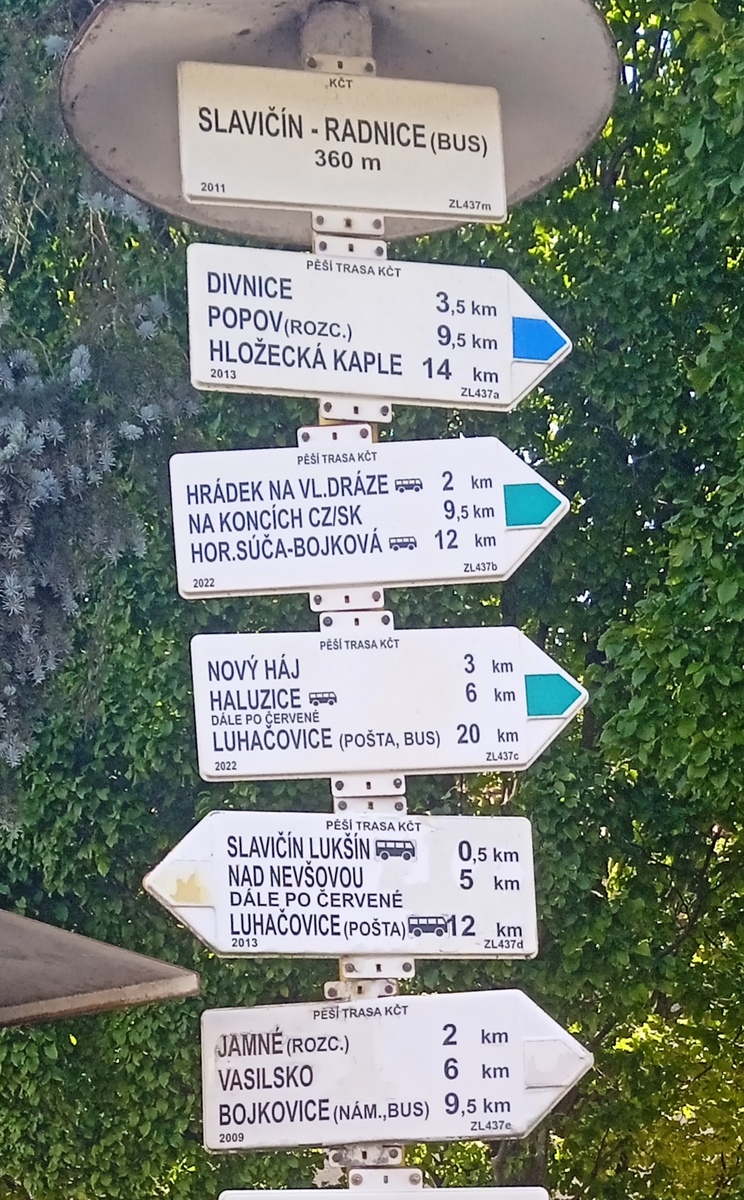 KČT
SLAVIČÍN - RADNICE (BUS)
360 m
2011 ZL437m
PĚŠÍ TRASA KČT
DIVNICE 3,5 km
POPOV (ROZC.) 9,5 km
HLOŽECKÁ KAPLE 14 km
2013 ZL437a
PĚŠÍ TRASA KČT
HRÁDEK NA VL.DRÁZE 2 km
NA KONCÍCH CZ/SK 9,5 km
HOR.SÚČA-BOJKOVÁ 12 km
2022 ZL437b
PĚŠÍ TRASA KČT
NOVÝ HÁJ 3 km
HALUZICE 6 km
DÁLE PO ČERVENÉ
LUHAČOVICE (POŠTA, BUS) 20 km
2022 ZL437c
PĚŠÍ TRASA KČT
SLAVIČÍN LUKŠÍN 0,5 km
NAD NEVŠOVOU 5 km
DÁLE PO ČERVENÉ
LUHAČOVICE (POŠTA) 12 km
2013 ZL437d
PĚŠÍ TRASA KČT
JAMNÉ (ROZC.) 2 km
VASILSKO 6 km
BOJKOVICE (NÁM.,BUS) 9,5 km
2009 ZL437e